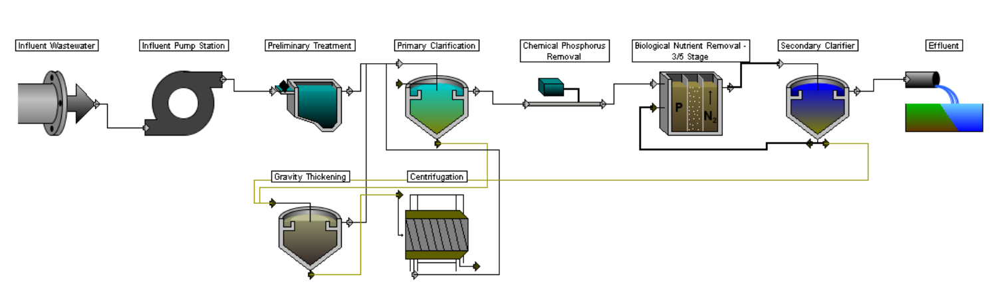 Influent Wastewater
Influent Pump Station
Preliminary Treatment
Primary Clarification
Chemical Phosphorus
Removal
Biological Nutrient Removal -
3/5 Stage
Secondary Clarifier
Effluent
P
N2
Gravity Thickening
Centrifugation